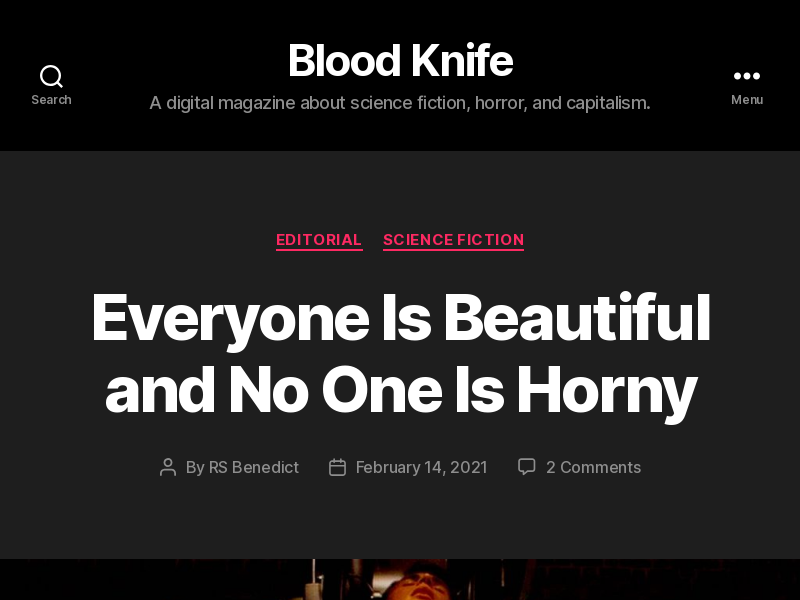 Blood Knife
Search
A digital magazine about science fiction, horror, and capitalism.
Menu
EDITORIAL SCIENCE FICTION
Everyone Is Beautiful
and No One Is Horny
By RS Benedict February 14, 2021 2 Comments